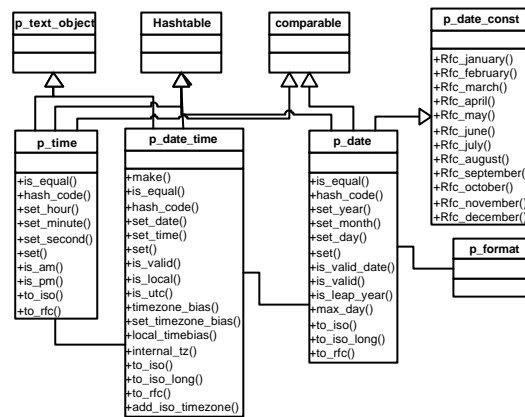 p_text_object
Hashtable
comparable
p_date_const
+Rfc_january()
+Rfc_february()
+Rfc_march()
+Rfc_april()
+Rfc_may()
+Rfc_june()
+Rfc_july()
+Rfc_august()
+Rfc_september()
+Rfc_october()
+Rfc_november()
+Rfc_december()
p_time
+is_equal()
+hash_code()
+set_hour()
+set_minute()
+set_second()
+set()
+is_am()
+is_pm()
+to_iso()
+to_rfc()
p_date_time
+make()
+is_equal()
+hash_code()
+set_date()
+set_time()
+set()
+is_valid()
+is_local()
+is_utc()
+timezone_bias()
+set_timezone_bias()
+local_timebias()
+internal_tz()
+to_iso()
+to_iso_long()
+to_rfc()
+add_iso_timezone()
p_date
+is_equal()
+hash_code()
+set_year()
+set_month()
+set_day()
+set()
+is_valid_date()
+is_valid()
+is_leap_year()
+max_day()
+to_iso()
+to_iso_long()
+to_rfc()
p_format